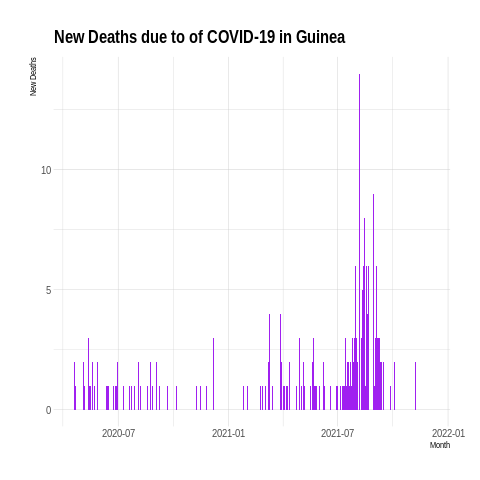 New Deaths due to of COVID-19 in Guinea
New Deaths
10
5
0
2020-07 2021-01 2021-07 2022-01
Month